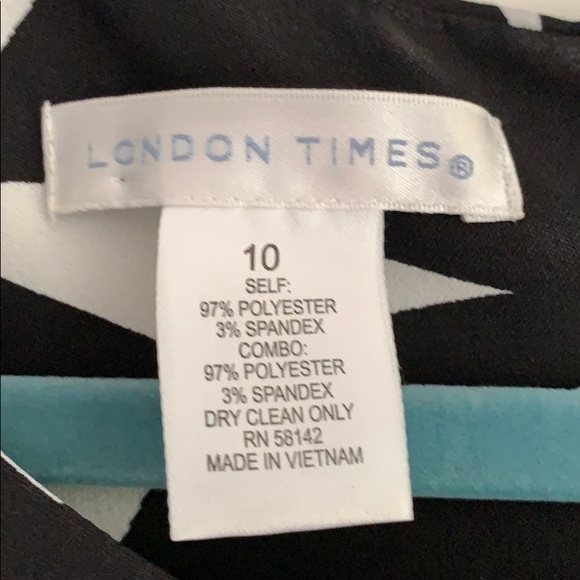 LONDON TIMES®
10
SELF:
97% POLYESTER
3% SPANDEX
COMBO:
97% POLYESTER
3% SPANDEX
DRY CLEAN ONLY
RN 58142
MADE IN VIETNAM